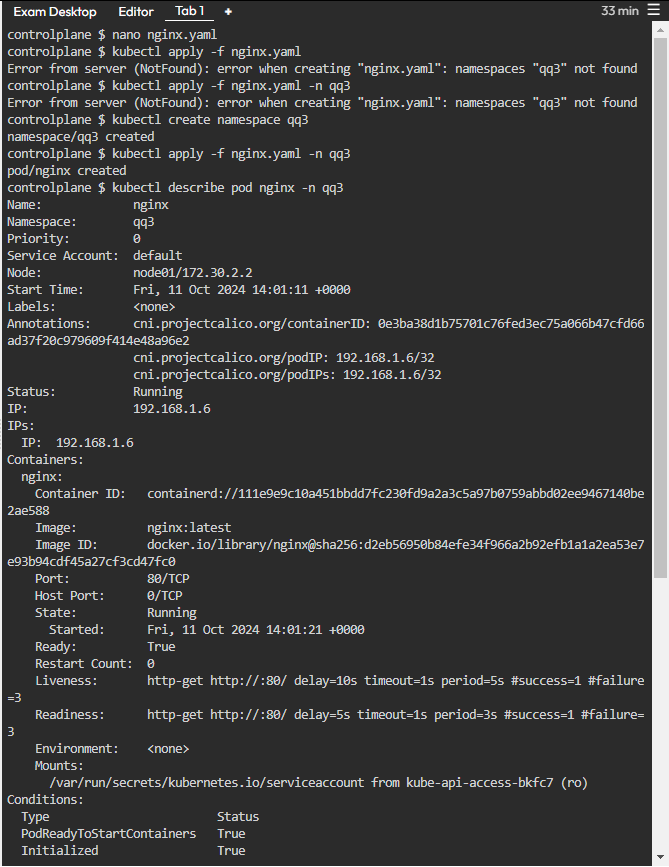 Exam Desktop Editor Tab 1 + 33 min
controlplane $ nano nginx.yaml
controlplane $ kubectl apply -f nginx.yaml
Error from server (NotFound): error when creating "nginx.yaml": namespaces "qq3" not found
controlplane $ kubectl apply -f nginx.yaml -n qq3
Error from server (NotFound): error when creating "nginx.yaml": namespaces "qq3" not found
controlplane $ kubectl create namespace qq3
namespace/qq3 created
controlplane $ kubectl apply -f nginx.yaml -n qq3
pod/nginx created
controlplane $ kubectl describe pod nginx -n qq3
Name:             nginx
Namespace:        qq3
Priority:         0
Service Account:  default
Node:             node01/172.30.2.2
Start Time:       Fri, 11 Oct 2024 14:01:11 +0000
Labels:           <none>
Annotations:      cni.projectcalico.org/containerID: 0e3ba38d1b75701c76fed3ec75a066b47cfd66
ad37f20c979609f414e48a96e2
                  cni.projectcalico.org/podIP: 192.168.1.6/32
                  cni.projectcalico.org/podIPs: 192.168.1.6/32
Status:           Running
IP:               192.168.1.6
IPs:
  IP:  192.168.1.6
Containers:
  nginx:
    Container ID:   containerd://111e9e9c10a451bbdd7fc230fd9a2a3c5a97b0759abbd02ee9467140be
2ae588
    Image:          nginx:latest
    Image ID:       docker.io/library/nginx@sha256:d2eb56950b84efe34f966a2b92efb1a1a2ea53e7
e93b94cdf45a27cf3cd47fc0
    Port:           80/TCP
    Host Port:      0/TCP
    State:          Running
      Started:      Fri, 11 Oct 2024 14:01:21 +0000
    Ready:          True
    Restart Count:  0
    Liveness:       http-get http://:80/ delay=10s timeout=1s period=5s #success=1 #failure
=3
    Readiness:      http-get http://:80/ delay=5s timeout=1s period=3s #success=1 #failure=
3
    Environment:    <none>
    Mounts:
      /var/run/secrets/kubernetes.io/serviceaccount from kube-api-access-bkfc7 (ro)
Conditions:
  Type                        Status
  PodReadyToStartContainers   True
  Initialized                 True